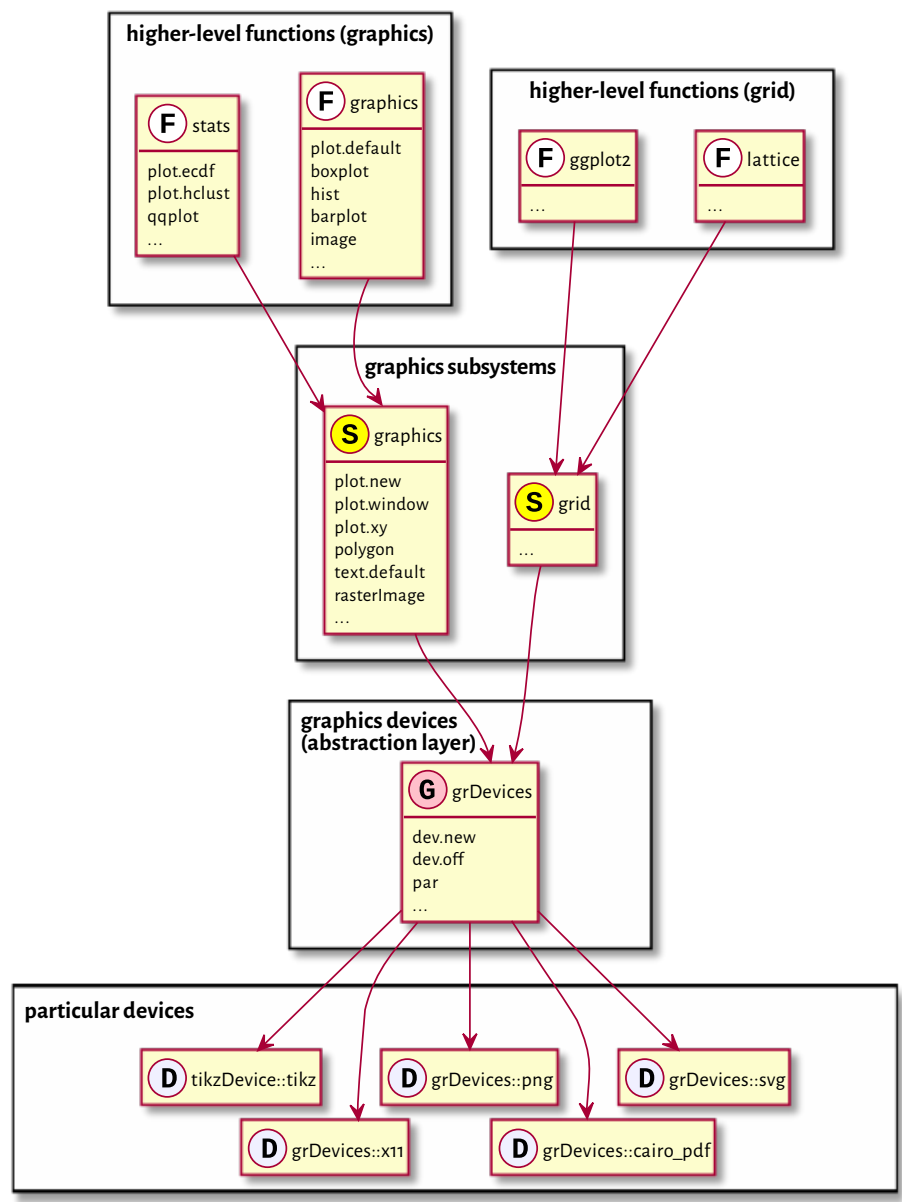 higher-level functions (graphics)
F stats
plot.ecdf
plot.hclust
qqplot
...
F graphics
plot.default
boxplot
hist
barplot
image
...
higher-level functions (grid)
F ggplot2
...
F lattice
...
graphics subsystems
S graphics
plot.new
plot.window
plot.xy
polygon
text.default
rasterImage
...
S grid
...
graphics devices
(abstraction layer)
G grDevices
dev.new
dev.off
par
...
particular devices
D tikzDevice::tikz
D grDevices::png
D grDevices::svg
D grDevices::x11
D grDevices::cairo_pdf